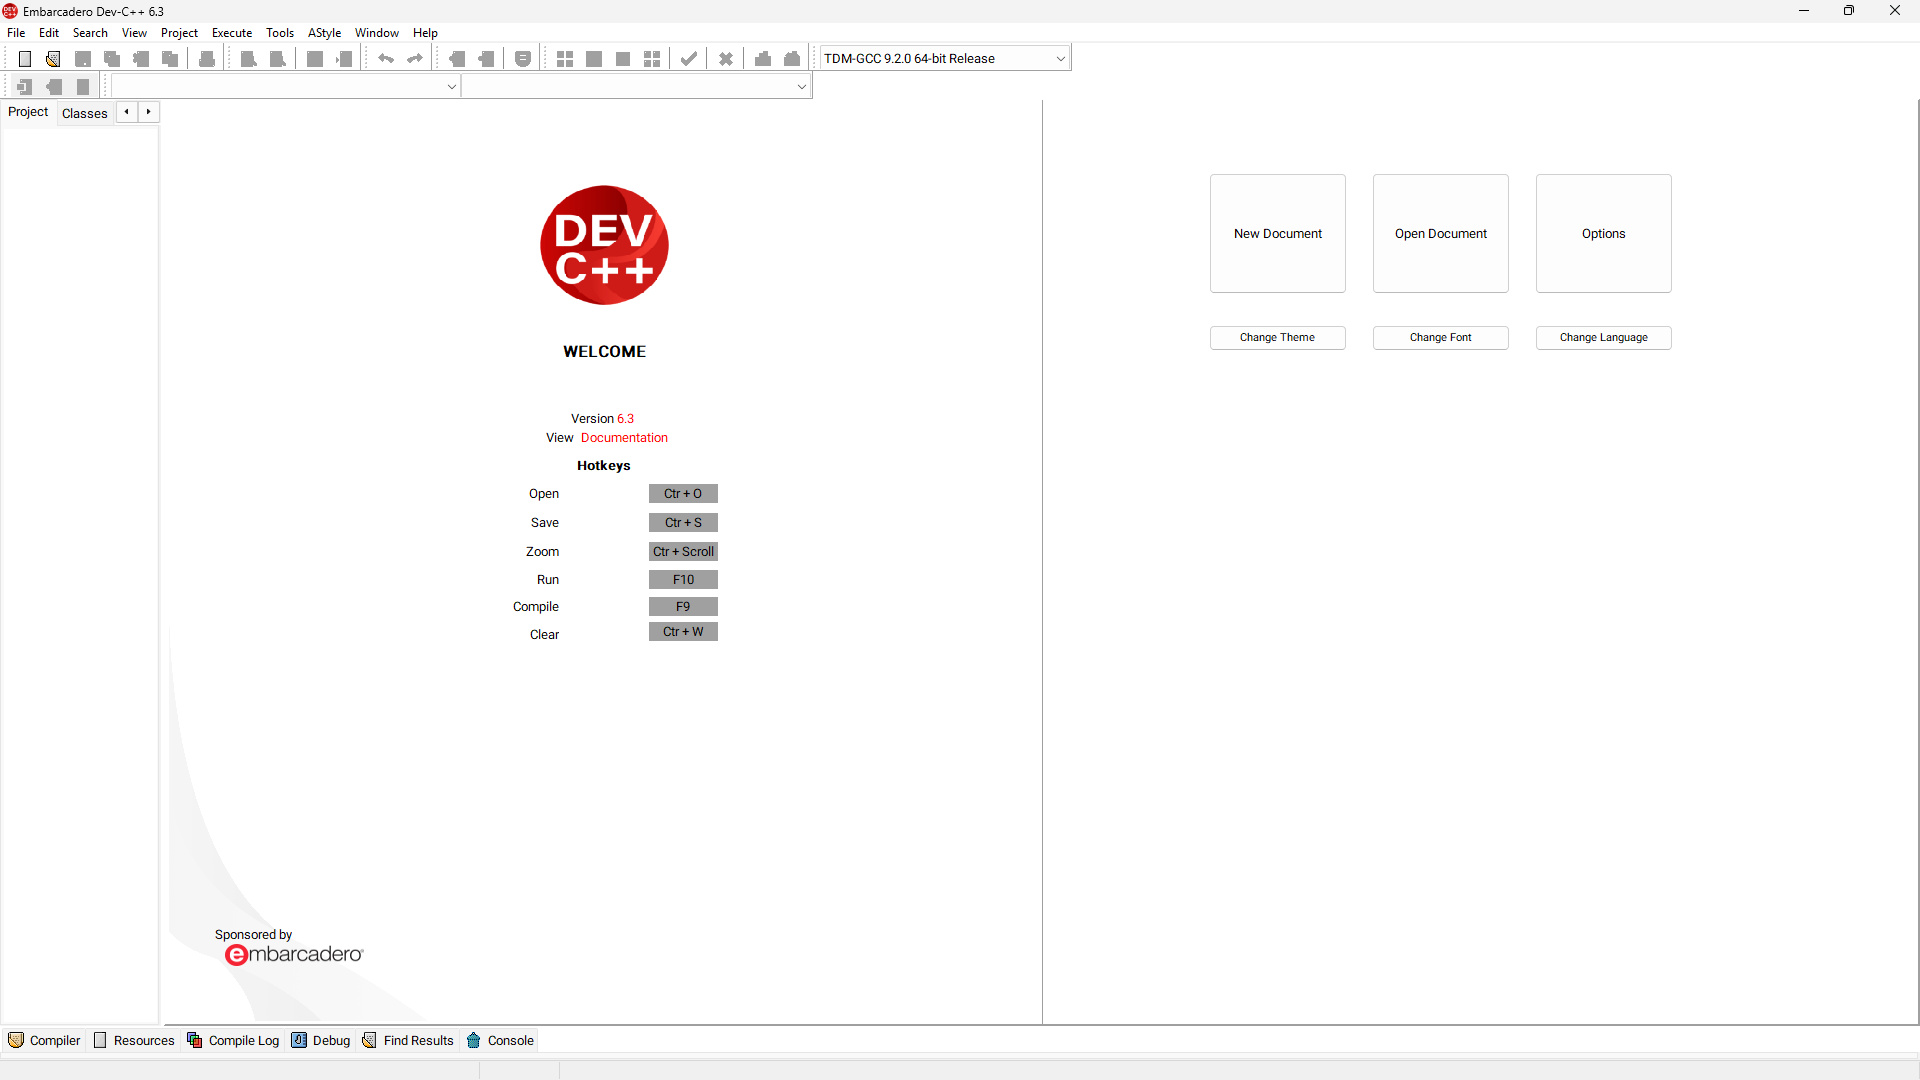 Embarcadero Dev-C++ 6.3
File Edit Search View Project Execute Tools AStyle Window Help
TDM-GCC 9.2.0 64-bit Release
Project Classes
DEV
C++
WELCOME
Version 6.3
View Documentation
Hotkeys
Open Ctr + O
Save Ctr + S
Zoom Ctr + Scroll
Run F10
Compile F9
Clear Ctr + W
Sponsored by
embarcadero
New Document Open Document Options
Change Theme Change Font Change Language
Compiler Resources Compile Log Debug Find Results Console